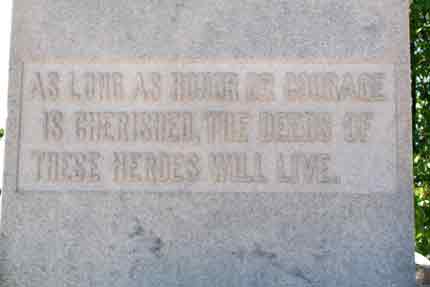 AS LONG AS HONOR OR COURAGE
IS CHERISHED, THE DEEDS OF
THESE HEROES WILL LIVE.